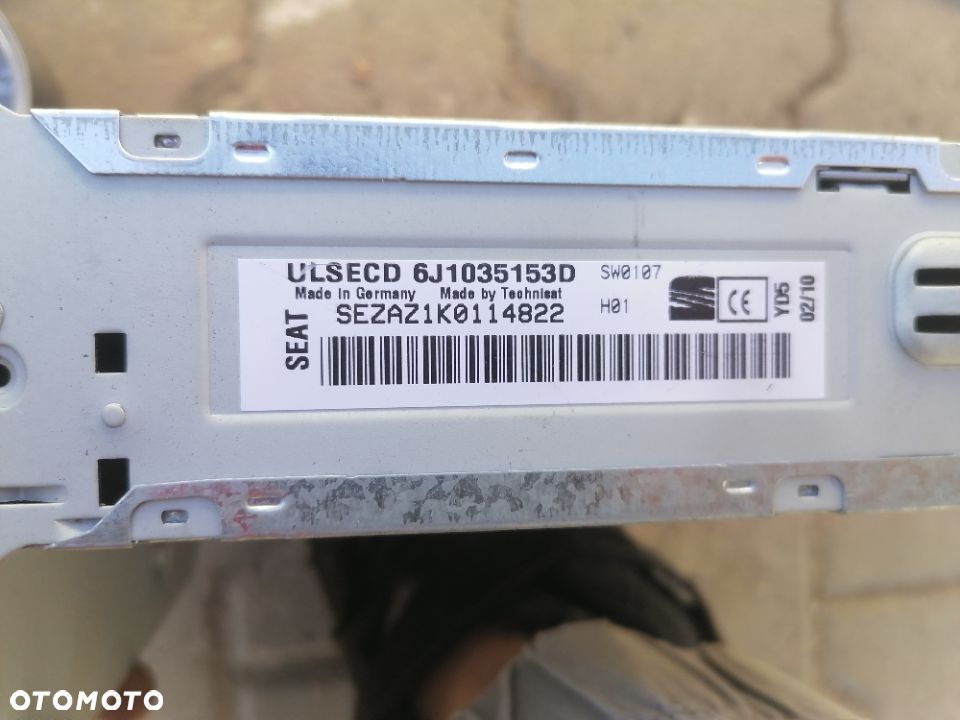 ULSECD 6J1035153D SW0107
Made in Germany Made by Technisat
SEZAZ1K0114822 H01
SEAT
CE
YD5
02/10
OTOMOTO